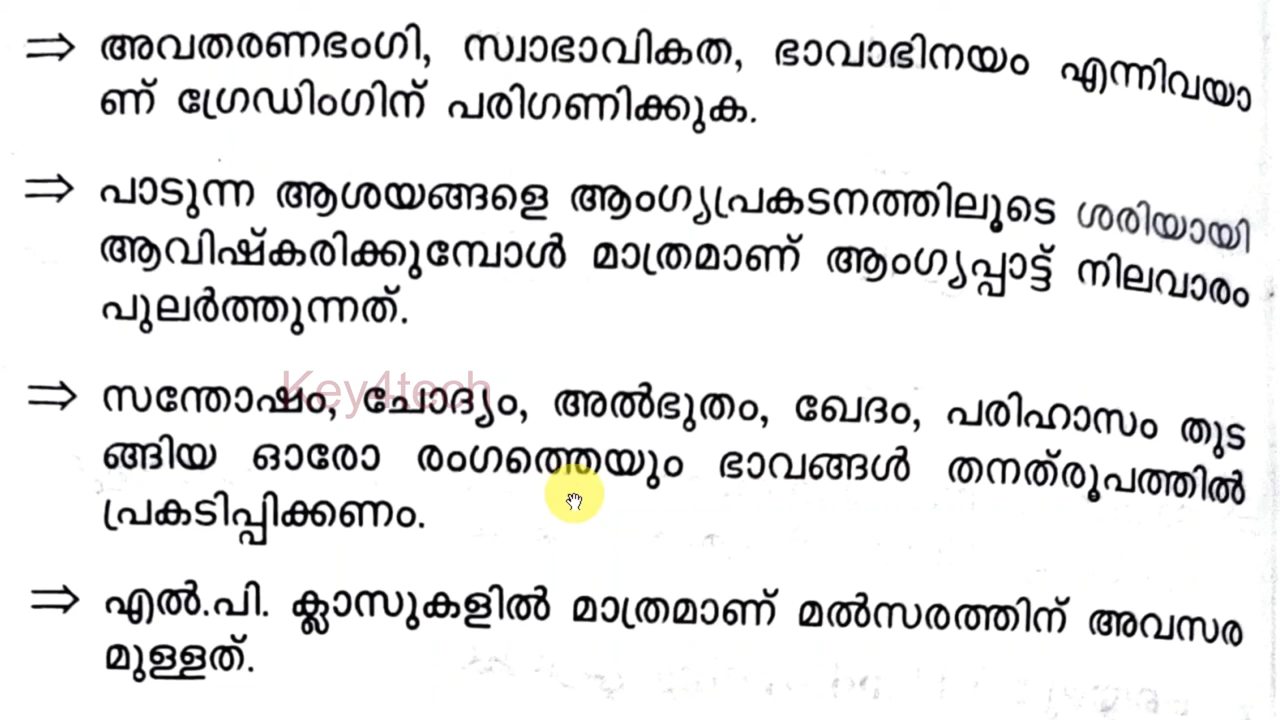 ⇒ അവതരണഭംഗി, സ്വാഭാവികത, ഭാവാഭിനയം എന്നിവയാ
ണ് ഗ്രേഡിംഗിന് പരിഗണിക്കുക.
⇒ പാടുന്ന ആശയങ്ങളെ ആംഗ്യപ്രകടനത്തിലൂടെ ശരിയായി
ആവിഷ്കരിക്കുമ്പോൾ മാത്രമാണ് ആംഗ്യപ്പാട്ട് നിലവാരം
പുലർത്തുന്നത്.
Key4tech
⇒ സന്തോഷം, ചോദ്യം, അൽഭുതം, ഖേദം, പരിഹാസം തുട
ങ്ങിയ ഓരോ രംഗത്തെയും ഭാവങ്ങൾ തനത്രൂപത്തിൽ
പ്രകടിപ്പിക്കണം.
⇒ എൽ.പി. ക്ലാസുകളിൽ മാത്രമാണ് മൽസരത്തിന് അവസര
മുള്ളത്.